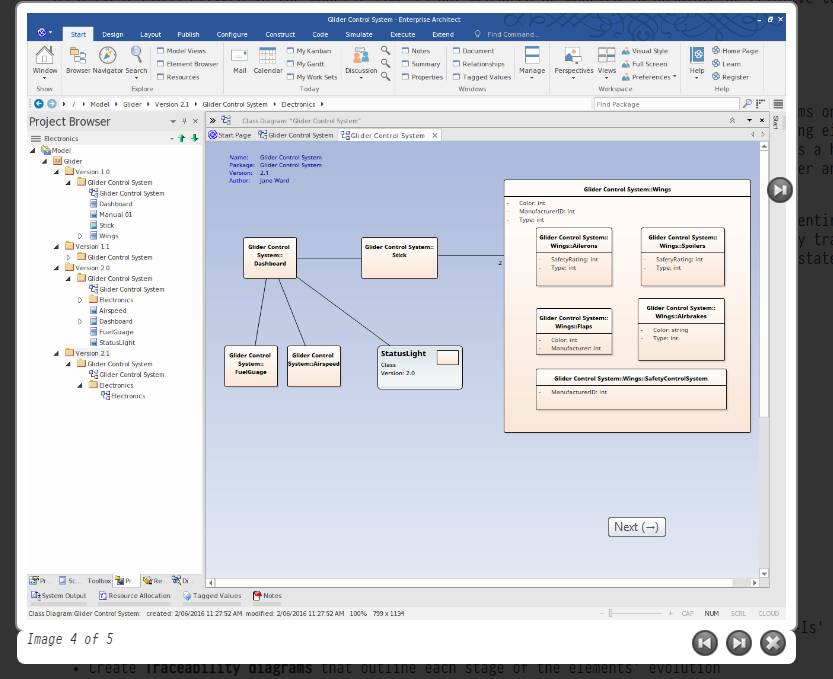 Glider Control System - Enterprise Architect
Start Design Layout Publish Configure Construct Code Simulate Execute Extend Find Command...
Window
Show
Browser Navigator Search
Model Views
Element Browser
Resources
Explore
Mail Calendar
My Kanban
My Gantt
My Work Sets
Today
Discussion
Notes
Summary
Properties
Document
Relationships
Tagged Values
Windows
Manage
Perspectives Views
Visual Style
Full Screen
Preferences
Workspace
Help
Home Page
Learn
Register
Help
/ Model Glider Version 2.1 Glider Control System Electronics Find Package
Project Browser
Electronics
Model
Glider
Version 1.0
Glider Control System
Glider Control System
Dashboard
Manual 01
Stick
Wings
Version 1.1
Glider Control System
Version 2.0
Glider Control System
Glider Control System
Electronics
Airspeed
Dashboard
FuelGuage
StatusLight
Version 2.1
Glider Control System
Glider Control System
Electronics
Electronics
Pr... Sc... Toolbox Pr... Re... Di...
Class Diagram: "Glider Control System"
Start
Start Page Glider Control System Glider Control System
Name: Glider Control System
Package: Glider Control System
Version: 2.1
Author: Jane Ward
Glider Control System:: Dashboard
Glider Control System:: Stick
2
Glider Control System:: FuelGuage
Glider Control System::Airspeed
StatusLight
Class
Version: 2.0
Glider Control System::Wings
- Color: int
- ManufacturerID: int
- Type: int
Glider Control System::
Wings::Ailerons
- SafetyRating: int
- Type: int
Glider Control System::
Wings::Spoilers
- SafetyRating: int
- Type: int
Glider Control System::
Wings::Flaps
- Color: int
- Manufacturer: int
Glider Control System::
Wings::Airbrakes
- Color: string
- Type: int
Glider Control System::Wings::SafetyControlSystem
- ManufacturerID: int
Next (→)
System Output Resource Allocation Tagged Values Notes
Class Diagram:Glider Control System: created: 2/06/2016 11:27:52 AM modified: 2/06/2016 11:27:52 AM 100% 799 x 1134 CAP NUM SCRL CLOUD
Image 4 of 5
• Create Traceability diagrams that outline each stage of the elements' evolution